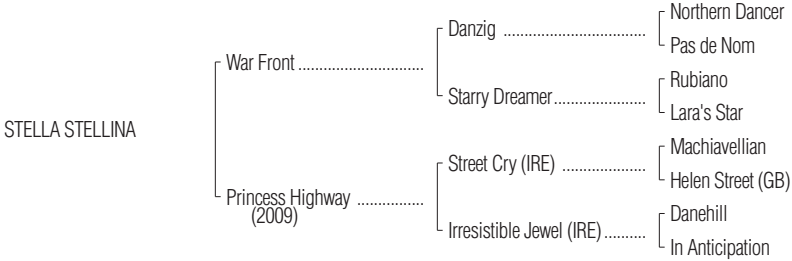 Northern Dancer
Danzig ..................................
Pas de Nom
War Front ..............................
Rubiano
Starry Dreamer......................
Lara's Star
STELLA STELLINA
Machiavellian
Street Cry (IRE) ....................
Helen Street (GB)
Princess Highway ................
(2009)
Danehill
Irresistible Jewel (IRE)..........
In Anticipation